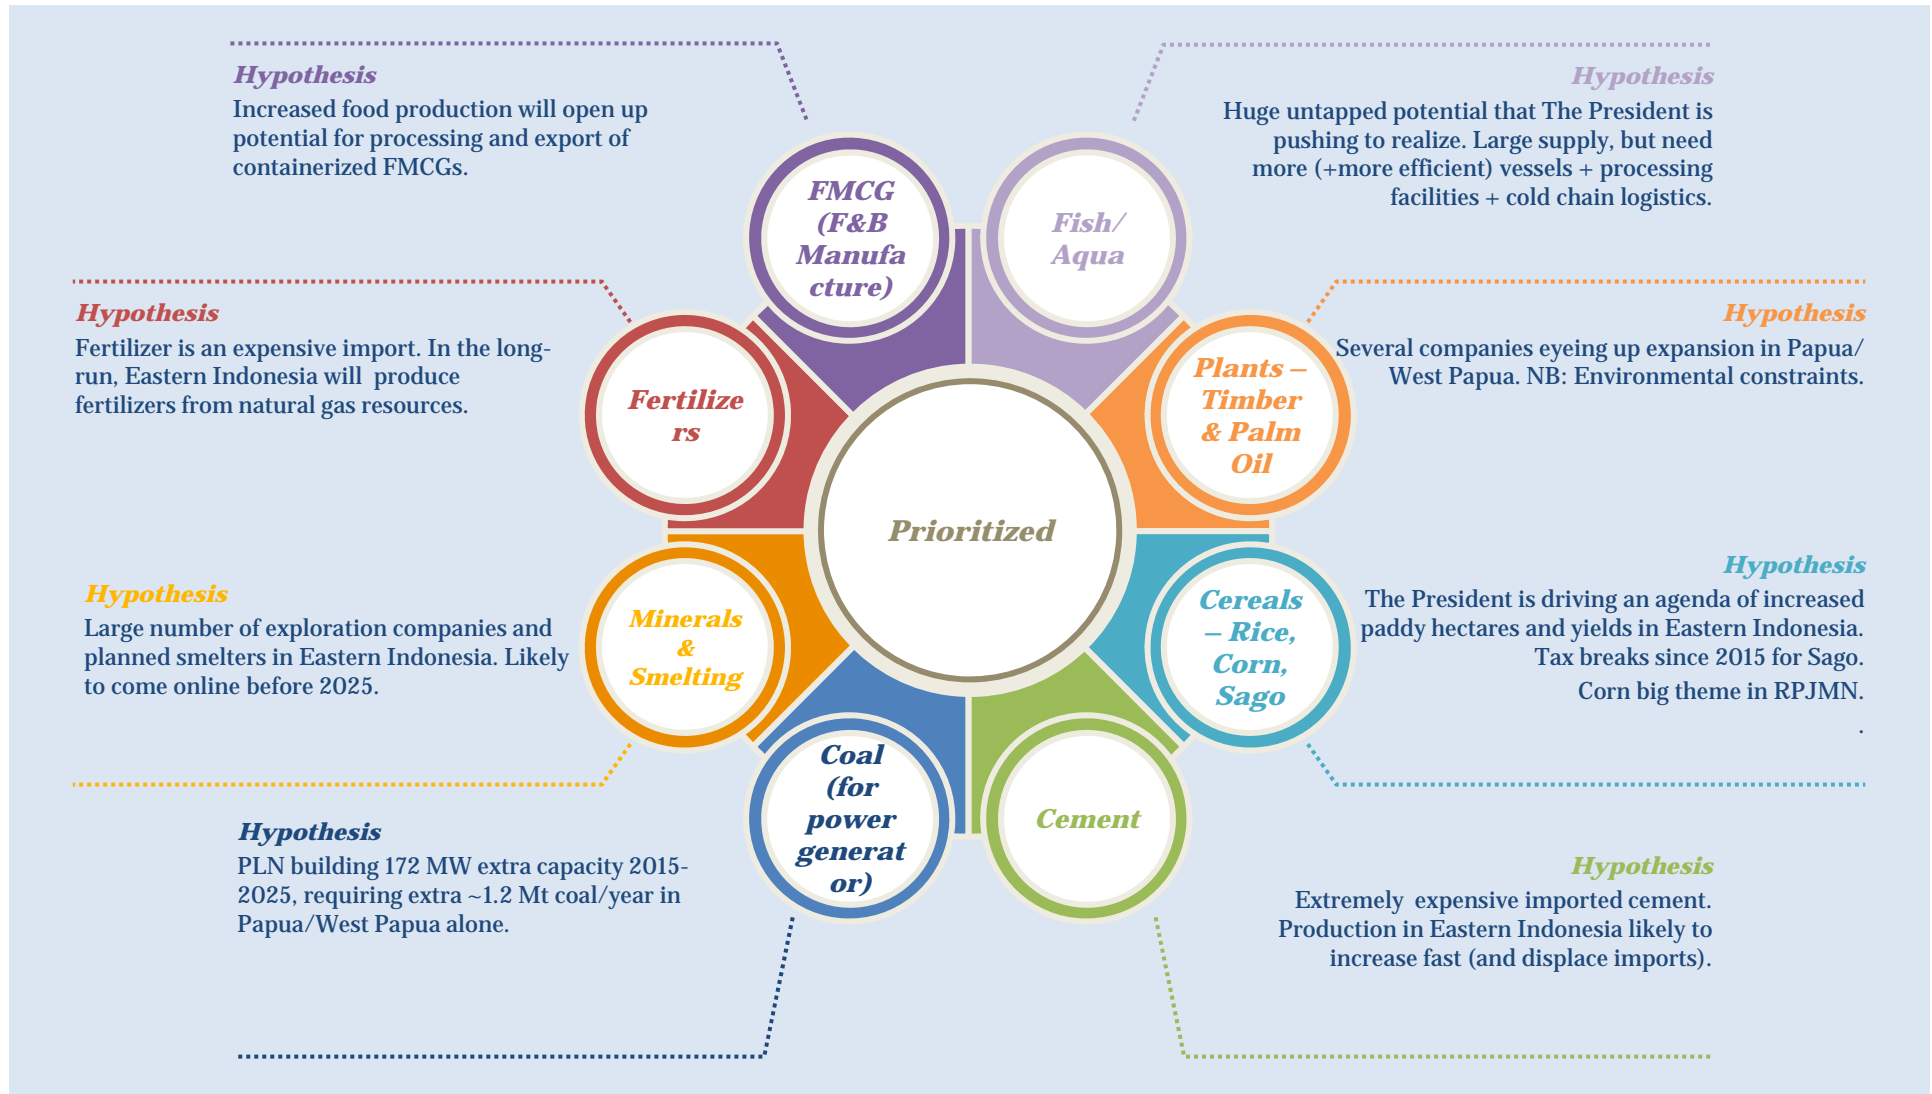 Hypothesis
Increased food production will open up
potential for processing and export of
containerized FMCGs.
Hypothesis
Huge untapped potential that The President is
pushing to realize. Large supply, but need
more (+more efficient) vessels + processing
facilities + cold chain logistics.
FMCG
(F&B
Manufa
cture)
Fish/
Aqua
Hypothesis
Fertilizer is an expensive import. In the long-
run, Eastern Indonesia will produce
fertilizers from natural gas resources.
Fertilize
rs
Plants –
Timber
& Palm
Oil
Hypothesis
Several companies eyeing up expansion in Papua/
West Papua. NB: Environmental constraints.
Prioritized
Hypothesis
Large number of exploration companies and
planned smelters in Eastern Indonesia. Likely
to come online before 2025.
Minerals
&
Smelting
Cereals
– Rice,
Corn,
Sago
Hypothesis
The President is driving an agenda of increased
paddy hectares and yields in Eastern Indonesia.
Tax breaks since 2015 for Sago.
Corn big theme in RPJMN.
.
Coal
(for
power
generat
or)
Cement
Hypothesis
PLN building 172 MW extra capacity 2015-
2025, requiring extra ~1.2 Mt coal/year in
Papua/West Papua alone.
Hypothesis
Extremely expensive imported cement.
Production in Eastern Indonesia likely to
increase fast (and displace imports).